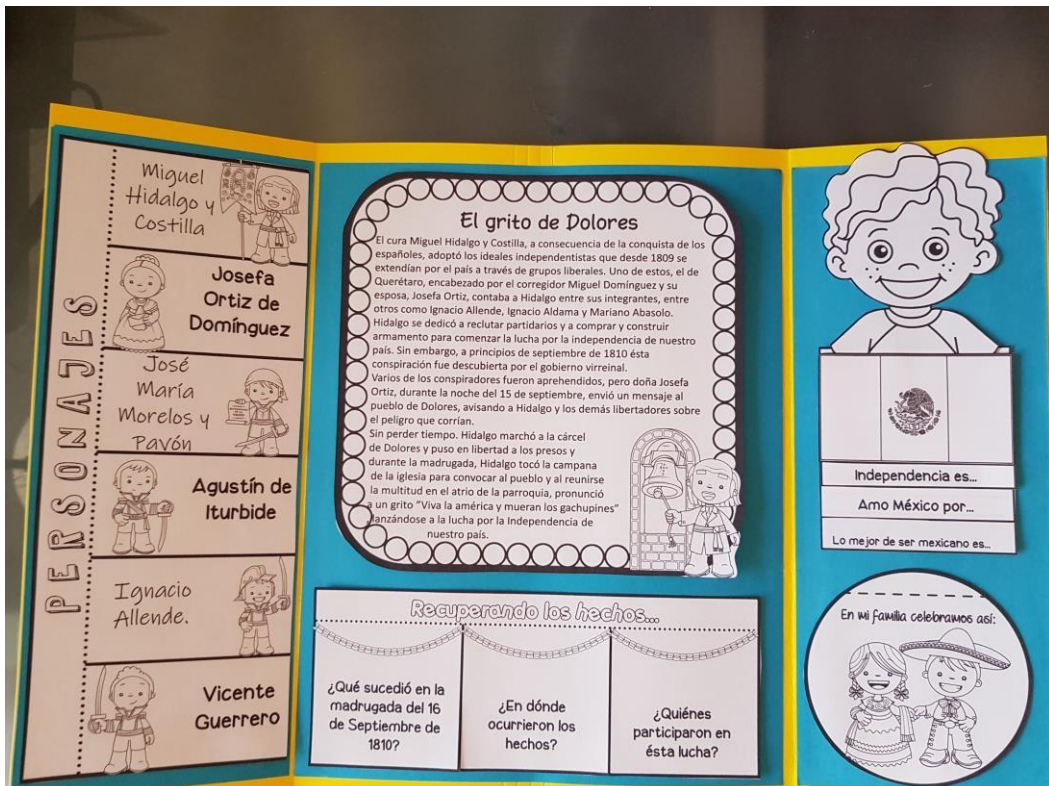 PERSONAJES
Miguel
Hidalgo y
Costilla
Josefa
Ortiz de
Domínguez
José
María
Morelos y
Pavón
Agustín de
Iturbide
Ignacio
Allende.
Vicente
Guerrero
El grito de Dolores
El cura Miguel Hidalgo y Costilla, a consecuencia de la conquista de los
españoles, adoptó los ideales independentistas que desde 1809 se
extendían por el país a través de grupos liberales. Uno de estos, el de
Querétaro, encabezado por el corregidor Miguel Domínguez y su
esposa, Josefa Ortiz, contaba a Hidalgo entre sus integrantes, entre
otros como Ignacio Allende, Ignacio Aldama y Mariano Abasolo.
Hidalgo se dedicó a reclutar partidarios y a comprar y construir
armamento para comenzar la lucha por la independencia de nuestro
país. Sin embargo, a principios de septiembre de 1810 ésta
conspiración fue descubierta por el gobierno virreinal.
Varios de los conspiradores fueron aprehendidos, pero doña Josefa
Ortiz, durante la noche del 15 de septiembre, envió un mensaje al
pueblo de Dolores, avisando a Hidalgo y los demás libertadores sobre
el peligro que corrían.
Sin perder tiempo. Hidalgo marchó a la cárcel
de Dolores y puso en libertad a los presos y
durante la madrugada, Hidalgo tocó la campana
de la iglesia para convocar al pueblo y al reunirse
la multitud en el atrio de la parroquia, pronunció
a un grito "Viva la américa y mueran los gachupines"
lanzándose a la lucha por la Independencia de
nuestro país.
Recuperando los hechos...
¿Qué sucedió en la
madrugada del 16
de Septiembre de
1810?
¿En dónde
ocurrieron los
hechos?
¿Quiénes
participaron en
ésta lucha?
Independencia es...
Amo México por...
Lo mejor de ser mexicano es...
En mi familia celebramos así: